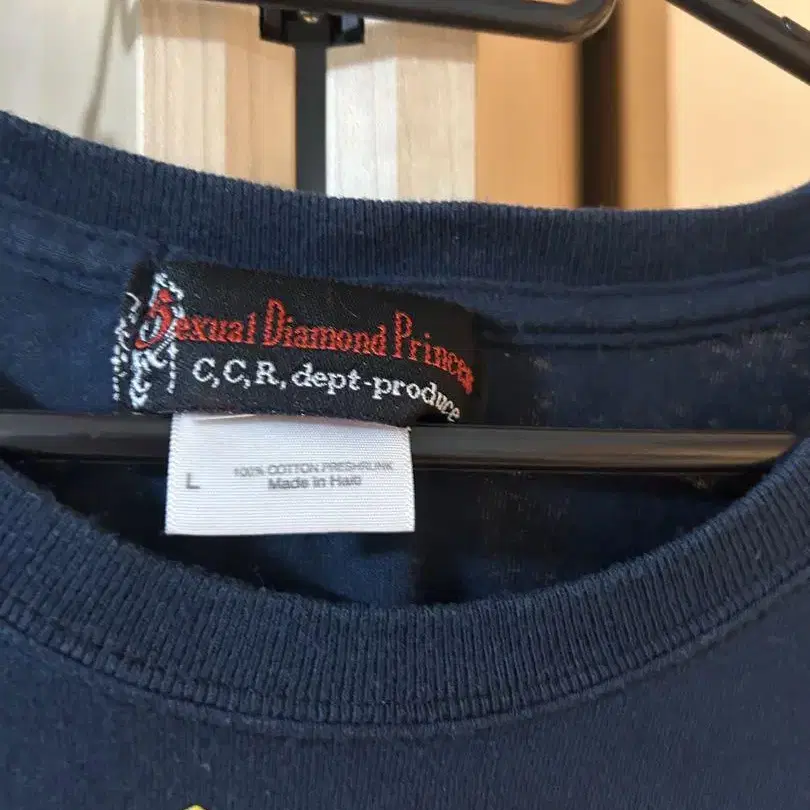 Sexual Diamond Princess
C,C,R, dept-produce
L
100% COTTON PRESHRUNK
Made in Haiti